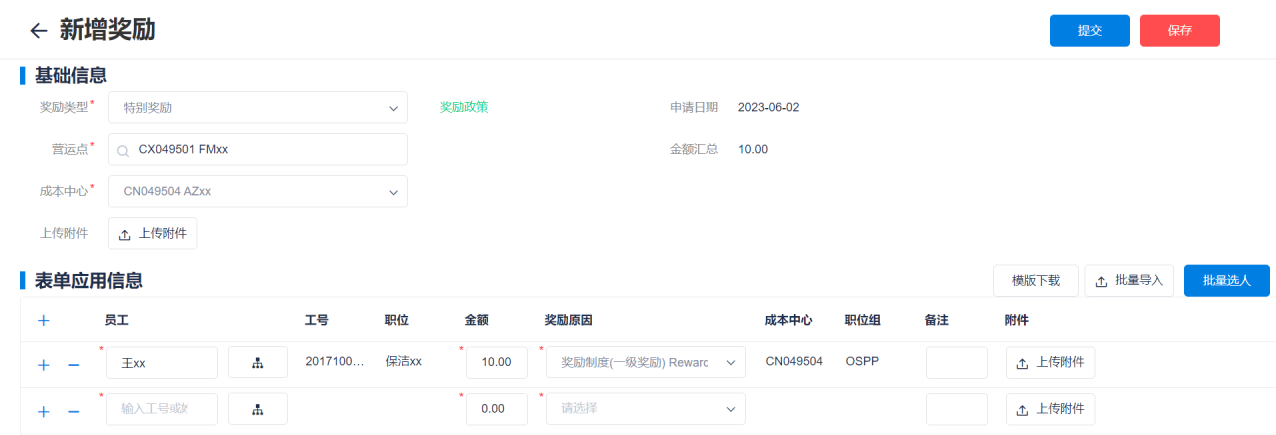 新增奖励
提交 保存
基础信息
奖励类型* 特别奖励 奖励政策 申请日期 2023-06-02
营运点* CX049501 FMxx 金额汇总 10.00
成本中心* CN049504 AZxx
上传附件 上传附件
表单应用信息 模版下载 批量导入 批量选人
员工 工号 职位 金额 奖励原因 成本中心 职位组 备注 附件
* 王xx 2017100... 保洁xx * 10.00 * 奖励制度(一级奖励) Reward CN049504 OSPP 上传附件
* 输入工号或 * 0.00 * 请选择 上传附件